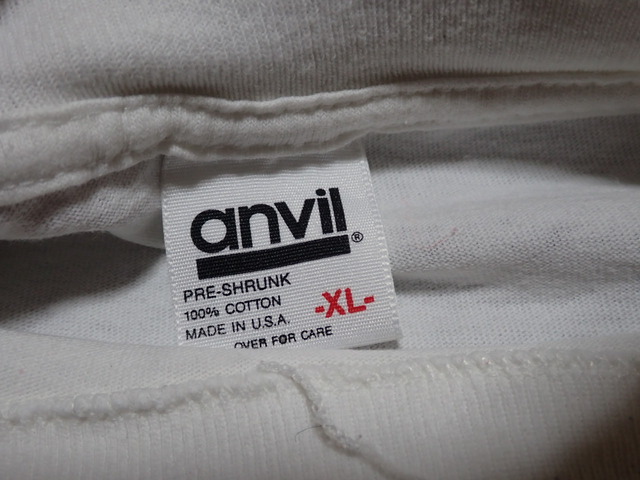 anvil®
PRE-SHRUNK
100% COTTON -XL-
MADE IN U.S.A.
OVER FOR CARE